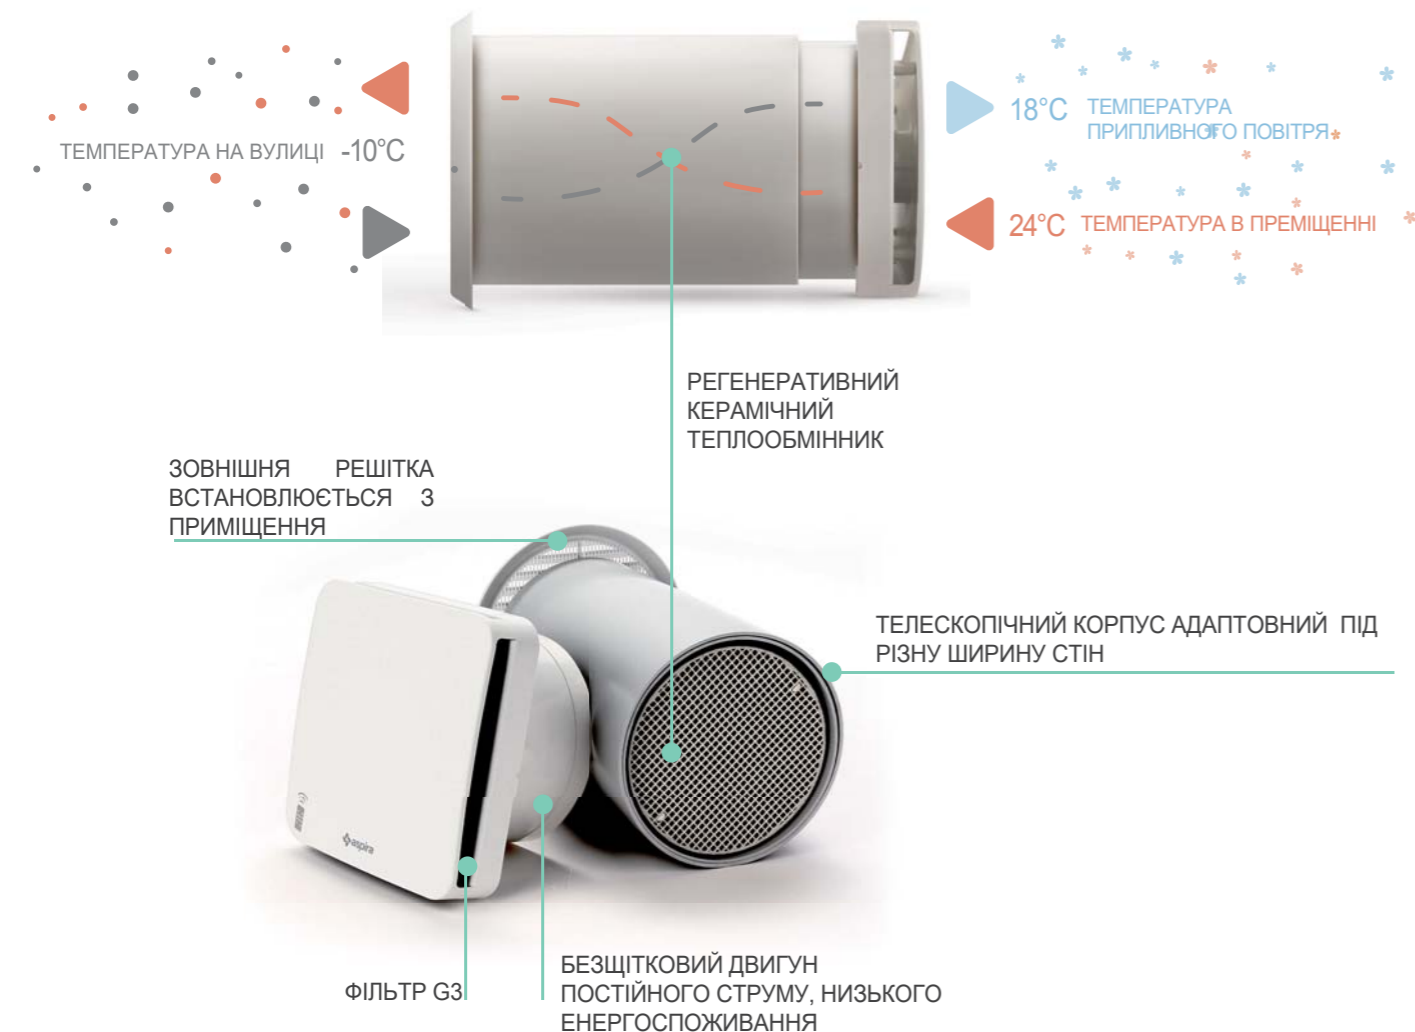 ТЕМПЕРАТУРА НА ВУЛИЦІ -10°C
18°C ТЕМПЕРАТУРА
ПРИПЛИВНОГО ПОВІТРЯ
24°C ТЕМПЕРАТУРА В ПРЕМІЩЕННІ
РЕГЕНЕРАТИВНИЙ
КЕРАМІЧНИЙ
ТЕПЛООБМІННИК
ЗОВНІШНЯ РЕШІТКА
ВСТАНОВЛЮЄТЬСЯ З
ПРИМІЩЕННЯ
ТЕЛЕСКОПІЧНИЙ КОРПУС АДАПТОВНИЙ ПІД
РІЗНУ ШИРИНУ СТІН
aspira
ФІЛЬТР G3
БЕЗЩІТКОВИЙ ДВИГУН
ПОСТІЙНОГО СТРУМУ, НИЗЬКОГО
ЕНЕРГОСПОЖИВАННЯ